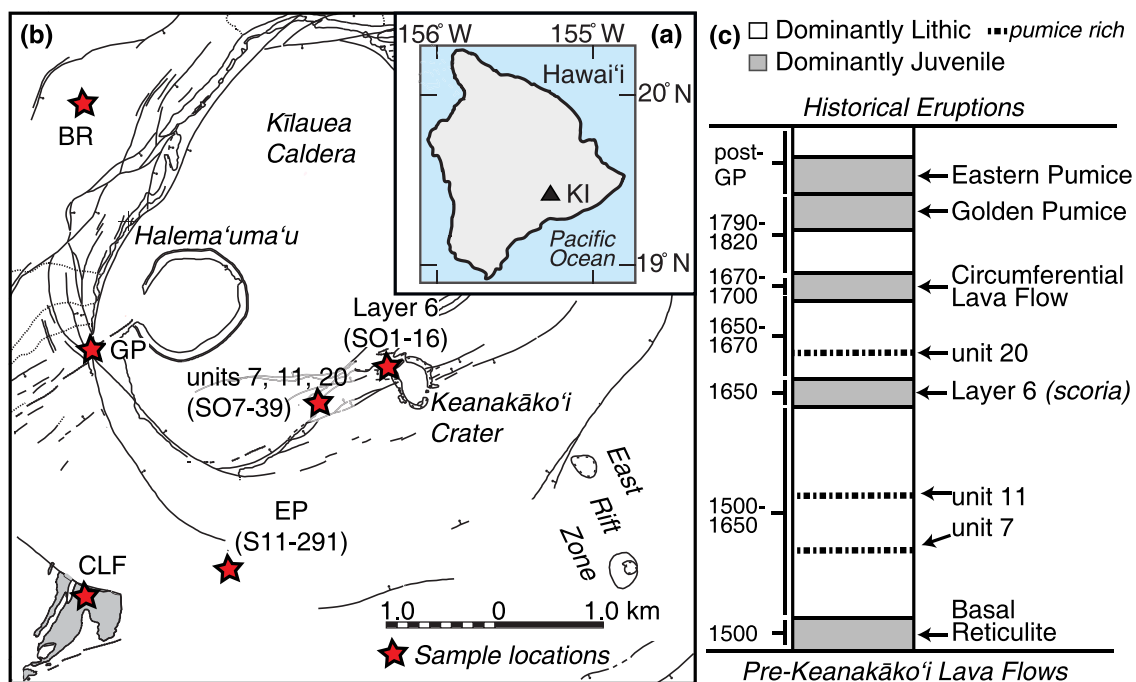 (b)
BR
Kīlauea
Caldera
Halemaʻumaʻu
GP
Layer 6
(SO1-16)
units 7, 11, 20
(SO7-39)
Keanakākoʻi
Crater
East
Rift
Zone
EP
(S11-291)
CLF
1.0 0 1.0 km
Sample locations
156° W 155° W
(a)
Hawaiʻi
20° N
KI
Pacific
Ocean
19° N
(c)
Dominantly Lithic pumice rich
Dominantly Juvenile
Historical Eruptions
post-
GP
Eastern Pumice
Golden Pumice
1790-
1820
1670-
1700
Circumferential
Lava Flow
1650-
1670
unit 20
1650
Layer 6 (scoria)
1500-
1650
unit 11
unit 7
1500
Basal
Reticulite
Pre-Keanakākoʻi Lava Flows